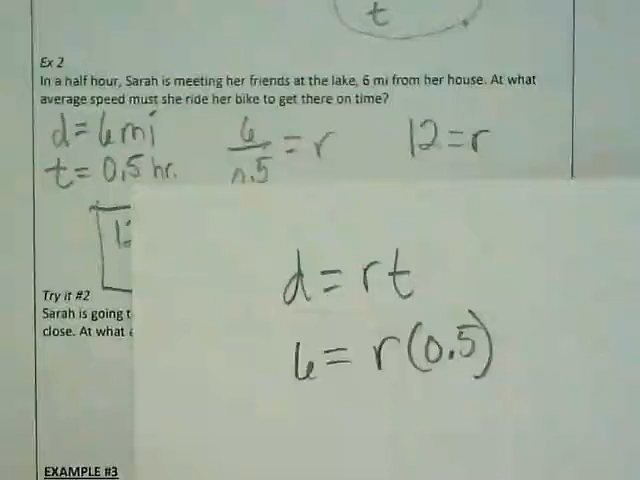 t
Ex 2
In a half hour, Sarah is meeting her friends at the lake, 6 mi from her house. At what
average speed must she ride her bike to get there on time?
d = 6 mi
t = 0.5 hr.
6/0.5 = r
12 = r
12
d = rt
6 = r(0.5)
Try it #2
Sarah is going t
close. At what
EXAMPLE #3